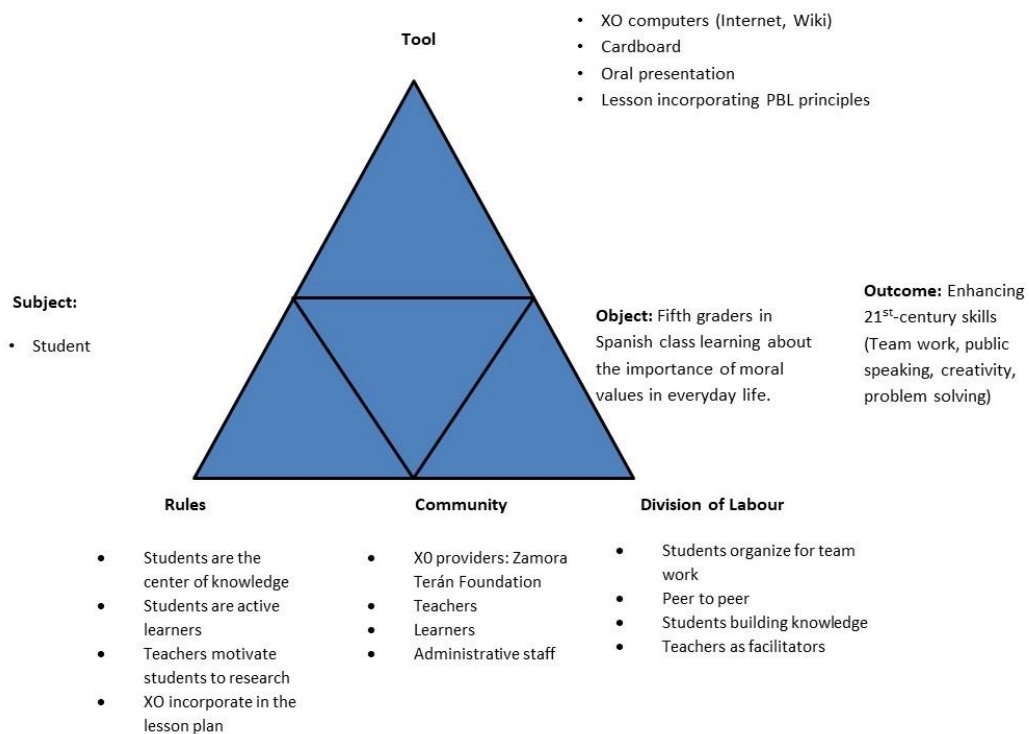 Tool
• XO computers (Internet, Wiki)
• Cardboard
• Oral presentation
• Lesson incorporating PBL principles
Subject:
• Student
Object: Fifth graders in
Spanish class learning about
the importance of moral
values in everyday life.
Outcome: Enhancing
21st-century skills
(Team work, public
speaking, creativity,
problem solving)
Rules
• Students are the
center of knowledge
• Students are active
learners
• Teachers motivate
students to research
• XO incorporate in the
lesson plan
Community
• X0 providers: Zamora
Terán Foundation
• Teachers
• Learners
• Administrative staff
Division of Labour
• Students organize for team
work
• Peer to peer
• Students building knowledge
• Teachers as facilitators